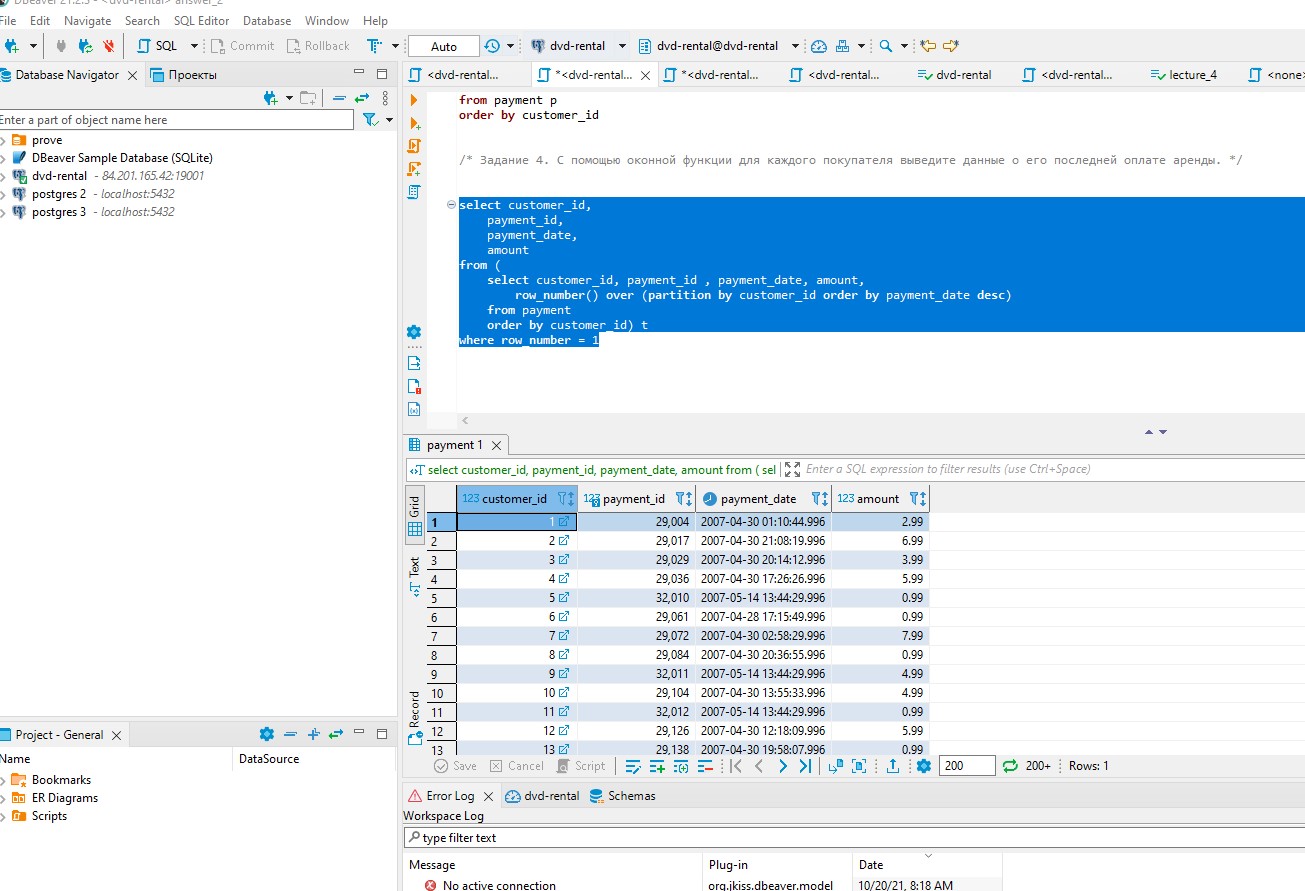 DBeaver 21.2.3 - <dvd-rental> answer_2
File Edit Navigate Search SQL Editor Database Window Help
SQL Commit Rollback Auto dvd-rental dvd-rental@dvd-rental
Database Navigator Проекты
Enter a part of object name here
prove
DBeaver Sample Database (SQLite)
dvd-rental - 84.201.165.42:19001
postgres 2 - localhost:5432
postgres 3 - localhost:5432
<dvd-rental... *<dvd-rental... *<dvd-rental... <dvd-rental... dvd-rental <dvd-rental... lecture_4 <none>
from payment p
order by customer_id
/* Задание 4. С помощью оконной функции для каждого покупателя выведите данные о его последней оплате аренды. */
select customer_id,
payment_id,
payment_date,
amount
from (
select customer_id, payment_id , payment_date, amount,
row_number() over (partition by customer_id order by payment_date desc)
from payment
order by customer_id) t
where row_number = 1
payment 1
select customer_id, payment_id, payment_date, amount from ( sel Enter a SQL expression to filter results (use Ctrl+Space)
Grid
Text
Record
123 customer_id 123 payment_id payment_date 123 amount
1 1 29,004 2007-04-30 01:10:44.996 2.99
2 2 29,017 2007-04-30 21:08:19.996 6.99
3 3 29,029 2007-04-30 20:14:12.996 3.99
4 4 29,036 2007-04-30 17:26:26.996 5.99
5 5 32,010 2007-05-14 13:44:29.996 0.99
6 6 29,061 2007-04-28 17:15:49.996 0.99
7 7 29,072 2007-04-30 02:58:29.996 7.99
8 8 29,084 2007-04-30 20:36:55.996 0.99
9 9 32,011 2007-05-14 13:44:29.996 4.99
10 10 29,104 2007-04-30 13:55:33.996 4.99
11 11 32,012 2007-05-14 13:44:29.996 0.99
12 12 29,126 2007-04-30 12:18:09.996 5.99
13 13 29,138 2007-04-30 19:58:07.996 0.99
Save Cancel Script 200 200+ Rows: 1
Project - General
Name DataSource
Bookmarks
ER Diagrams
Scripts
Error Log dvd-rental Schemas
Workspace Log
type filter text
Message Plug-in Date
No active connection org.jkiss.dbeaver.model 10/20/21, 8:18 AM